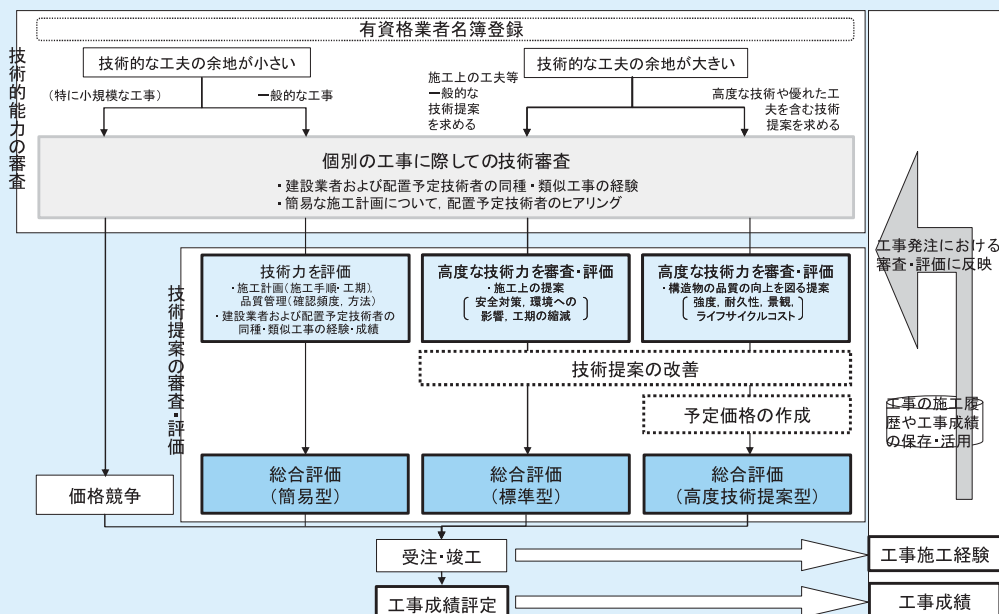 有資格業者名簿登録
技術的能力の審査
技術的な工夫の余地が小さい
技術的な工夫の余地が大きい
(特に小規模な工事)
一般的な工事
施工上の工夫等
一般的な
技術提案
を求める
高度な技術や優れた工
夫を含む技術
提案を求める
個別の工事に際しての技術審査
・建設業者および配置予定技術者の同種・類似工事の経験
・簡易な施工計画について,配置予定技術者のヒアリング
工事発注における
審査・評価に反映
技術提案の審査・評価
技術力を評価
・施工計画(施工手順・工期),
品質管理(確認頻度,方法)
・建設業者および配置予定技術者の
同種・類似工事の経験・成績
高度な技術力を審査・評価
・施工上の提案
安全対策,環境への
影響,工期の縮減
高度な技術力を審査・評価
・構造物の品質の向上を図る提案
強度,耐久性,景観,
ライフサイクルコスト
技術提案の改善
予定価格の作成
工事の施工履
歴や工事成績
の保存・活用
価格競争
総合評価
(簡易型)
総合評価
(標準型)
総合評価
(高度技術提案型)
受注・竣工
工事施工経験
工事成績評定
工事成績